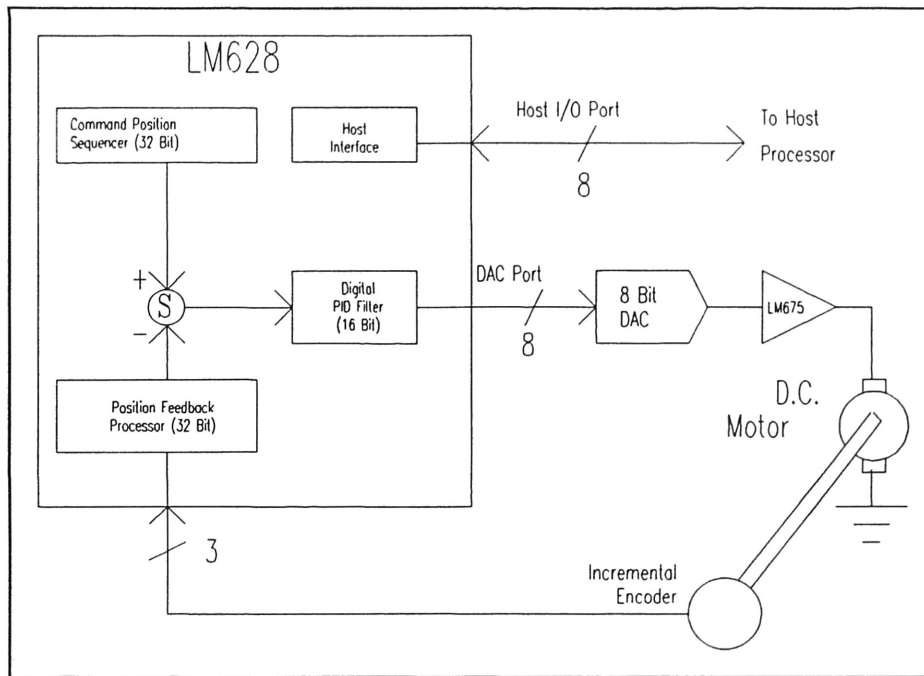 LM628
Command Position
Sequencer (32 Bit)
Host
Interface
Host I/O Port
8
To Host
Processor
+
S
-
Digital
PID Filter
(16 Bit)
DAC Port
8
8 Bit
DAC
LM675
Position Feedback
Processor (32 Bit)
D.C.
Motor
3
Incremental
Encoder